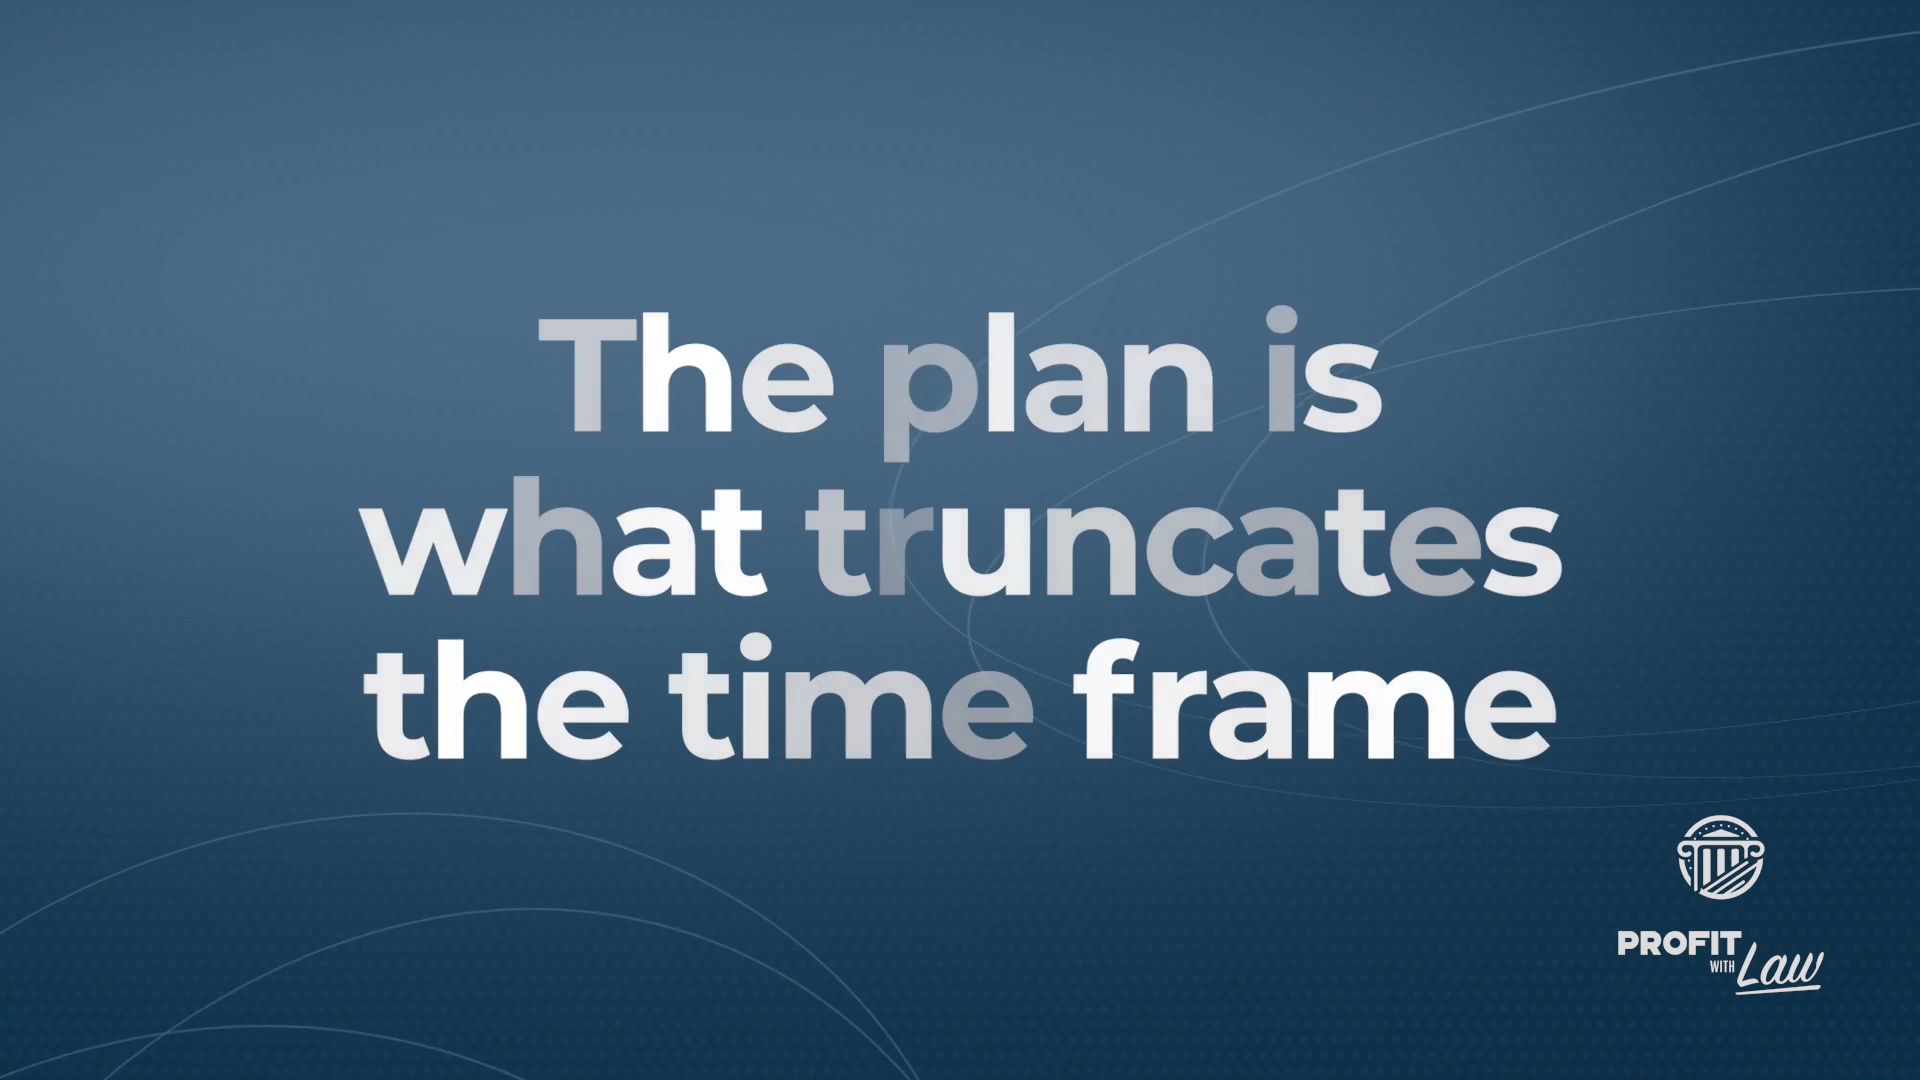 The plan is
what truncates
the time frame
PROFIT
WITH Law